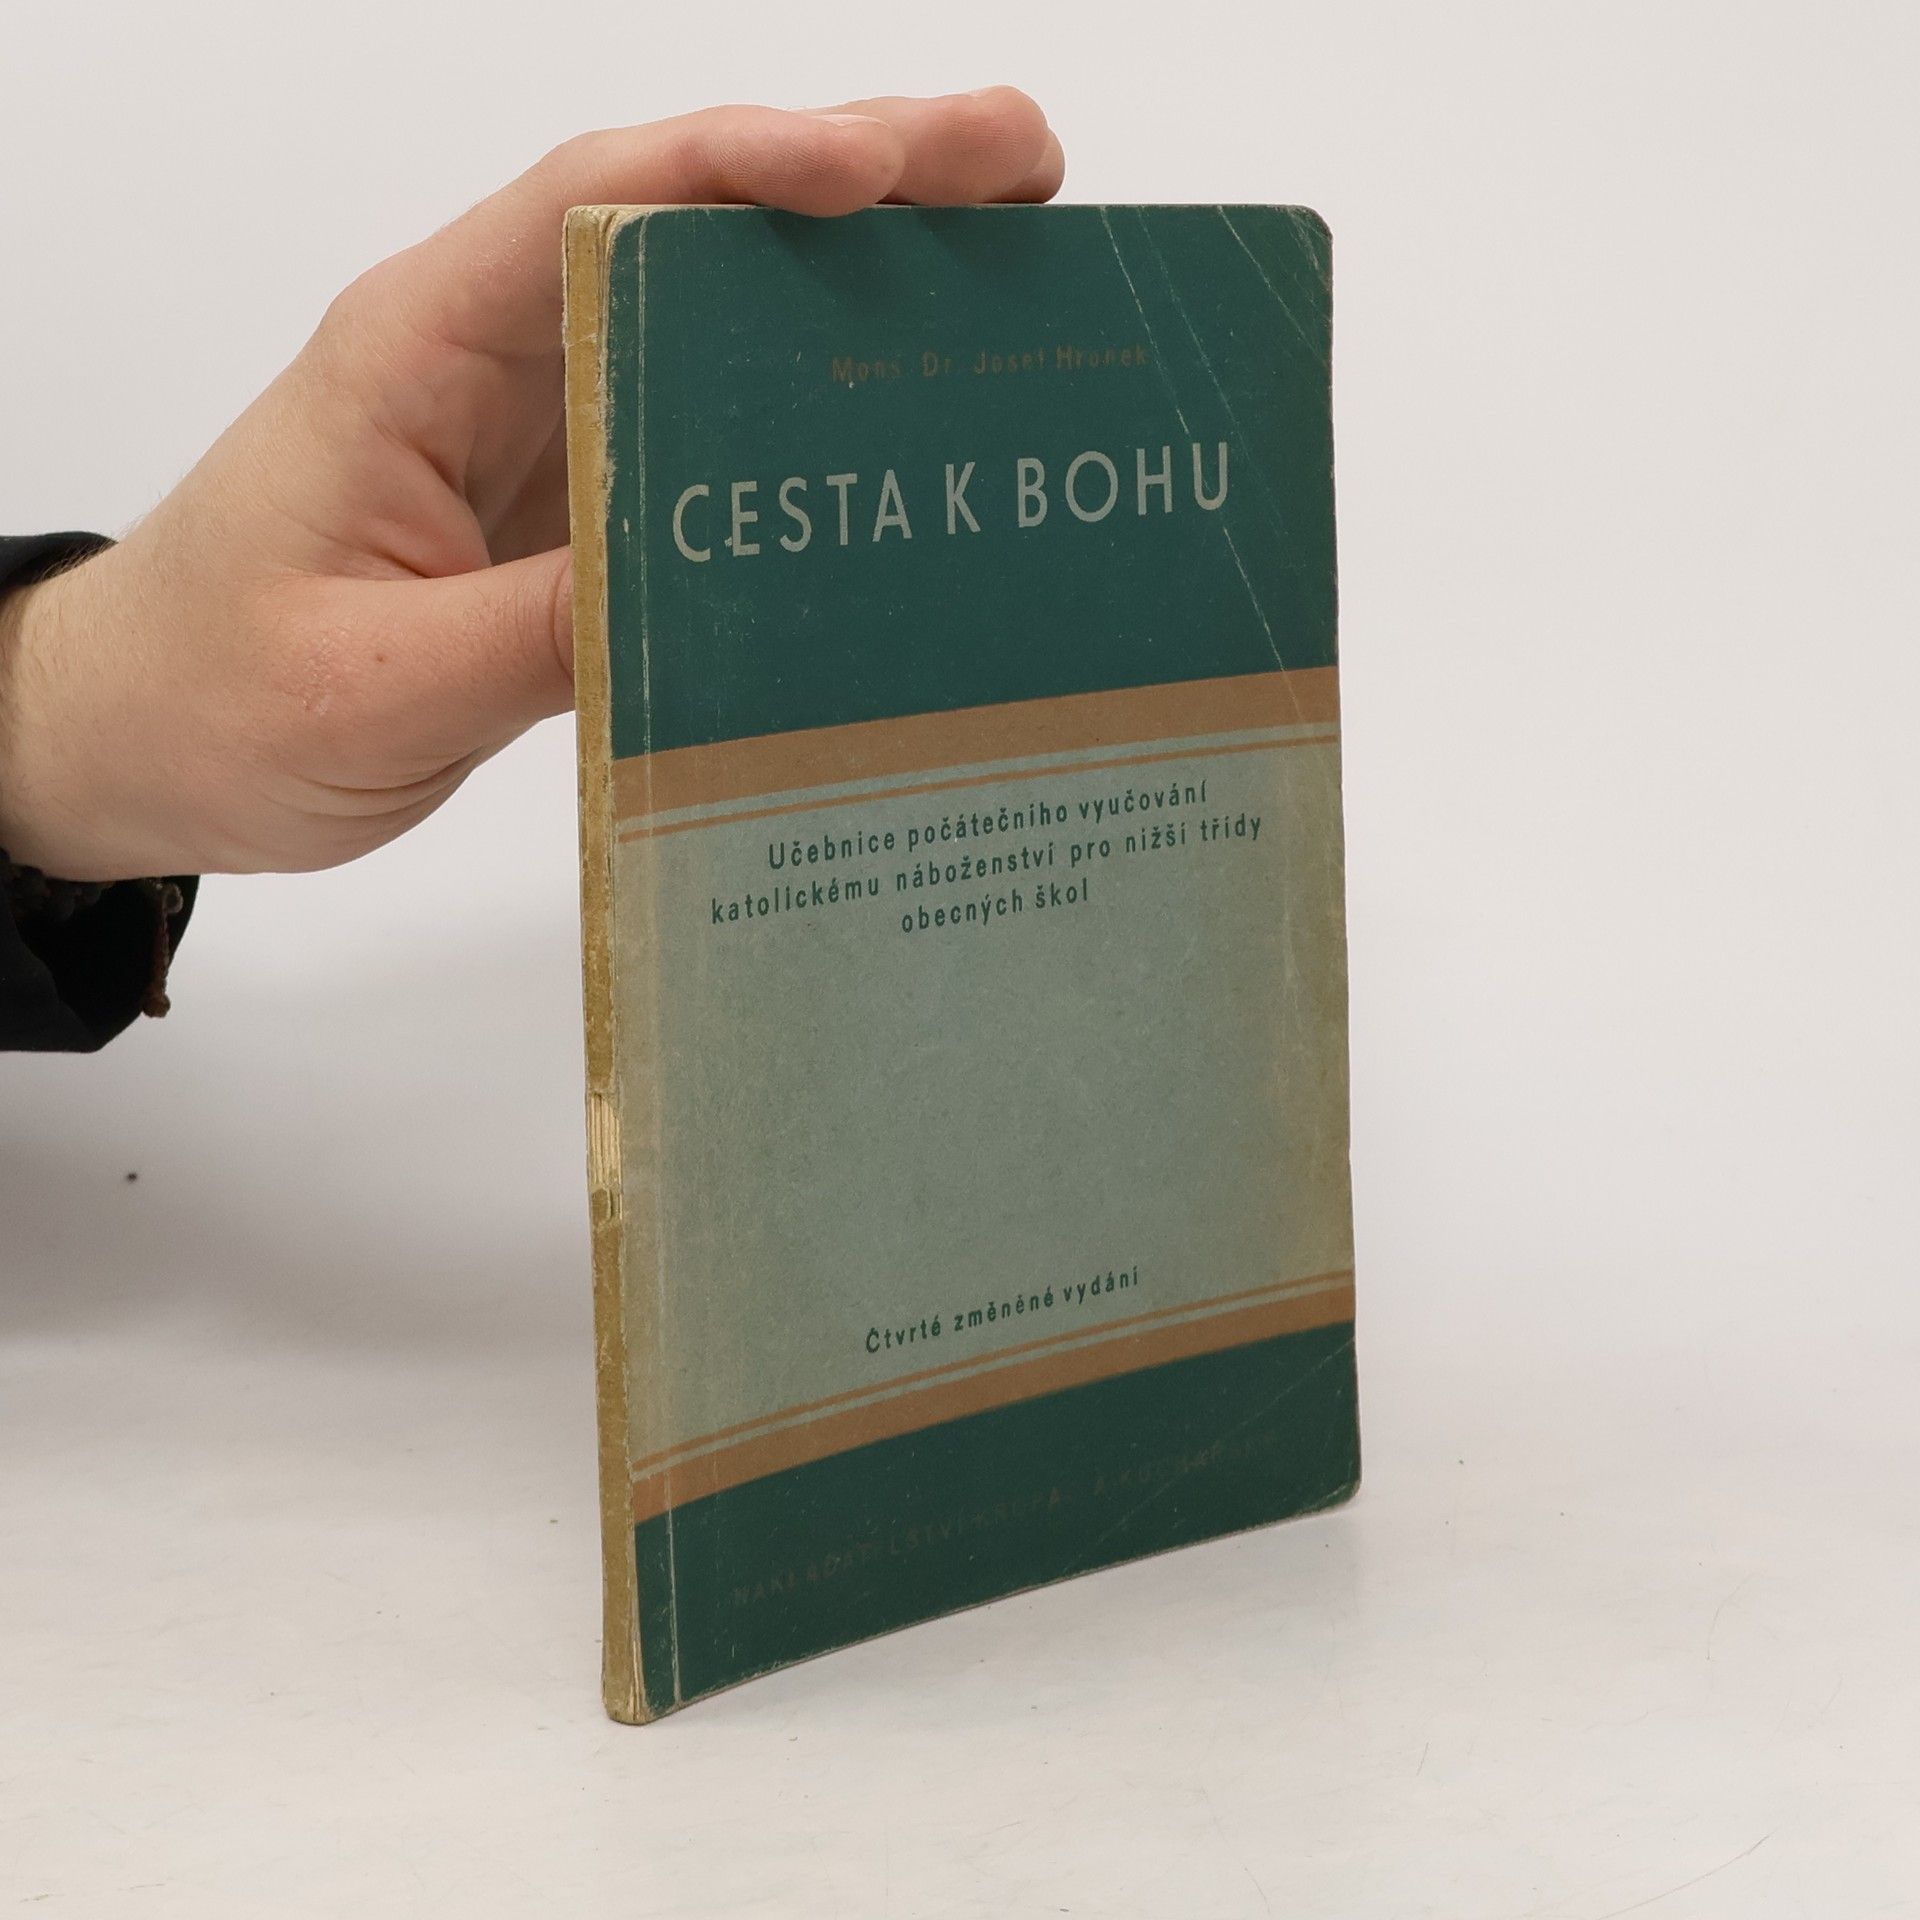 Mons. Dr. Josef Hronek
CESTA K BOHU
Učebnice počátečního vyučování
katolickému náboženství pro nižší třídy
obecných škol
Čtvrté změněné vydání
NAKLADATELSTVÍ